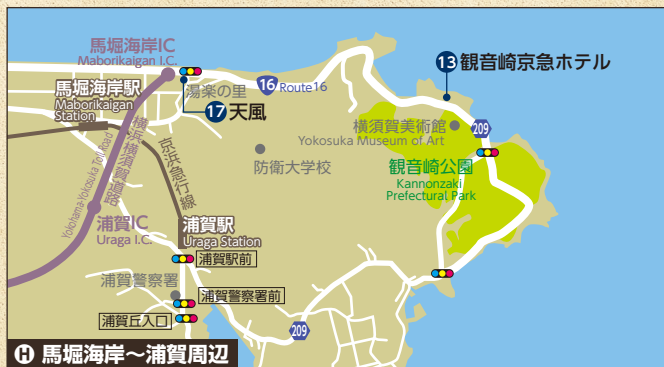 馬堀海岸IC
Maborikaigan I.C.
馬堀海岸駅
Maborikaigan
Station
湯楽の里
16 Route16
17 天風
13 観音崎京急ホテル
横須賀美術館
Yokosuka Museum of Art
209
観音崎公園
Kannonzaki
Prefectural Park
防衛大学校
横浜横須賀道路
Yokohama-Yokosuka Toll Road
京浜急行線
浦賀IC
Uraga I.C.
浦賀駅
Uraga Station
浦賀駅前
浦賀警察署
浦賀警察署前
浦賀丘入口
209
H 馬堀海岸～浦賀周辺